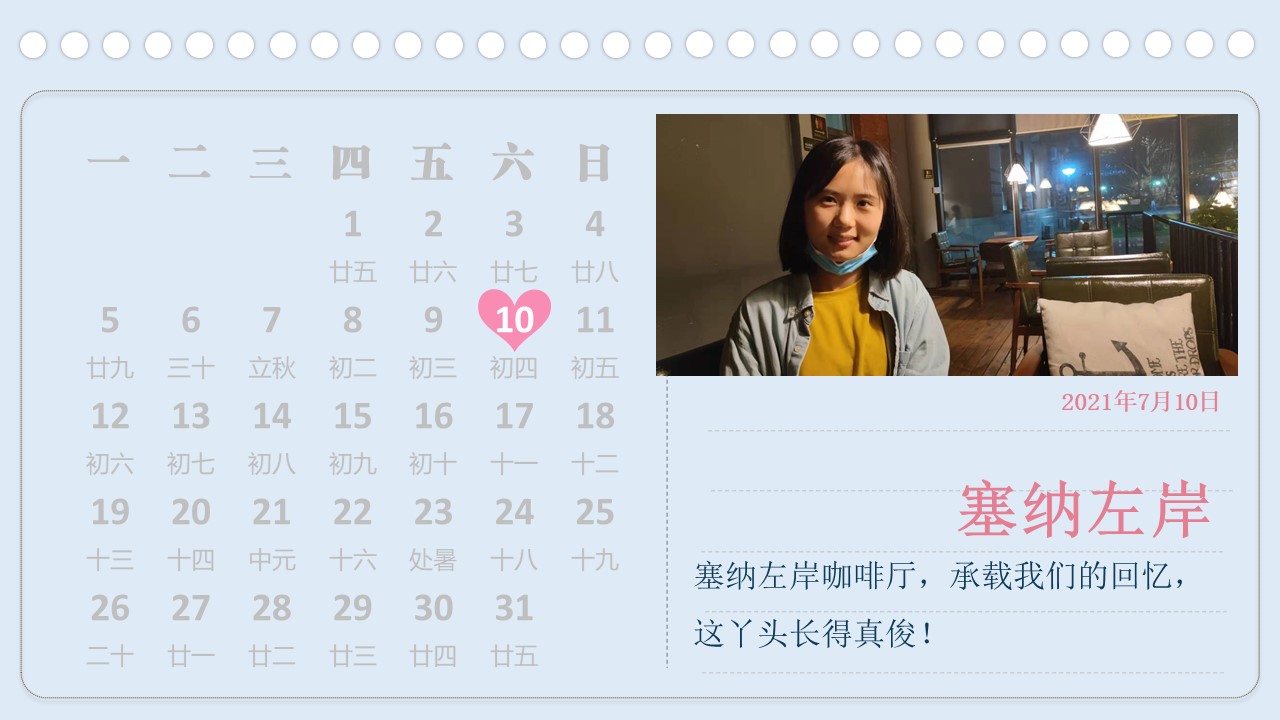 一 二 三 四 五 六 日
1 2 3 4
廿五 廿六 廿七 廿八
5 6 7 8 9 10 11
廿九 三十 立秋 初二 初三 初四 初五
12 13 14 15 16 17 18
初六 初七 初八 初九 初十 十一 十二
19 20 21 22 23 24 25
十三 十四 中元 十六 处暑 十八 十九
26 27 28 29 30 31
二十 廿一 廿二 廿三 廿四 廿五
2021年7月10日
塞纳左岸
塞纳左岸咖啡厅，承载我们的回忆，
这丫头长得真俊！